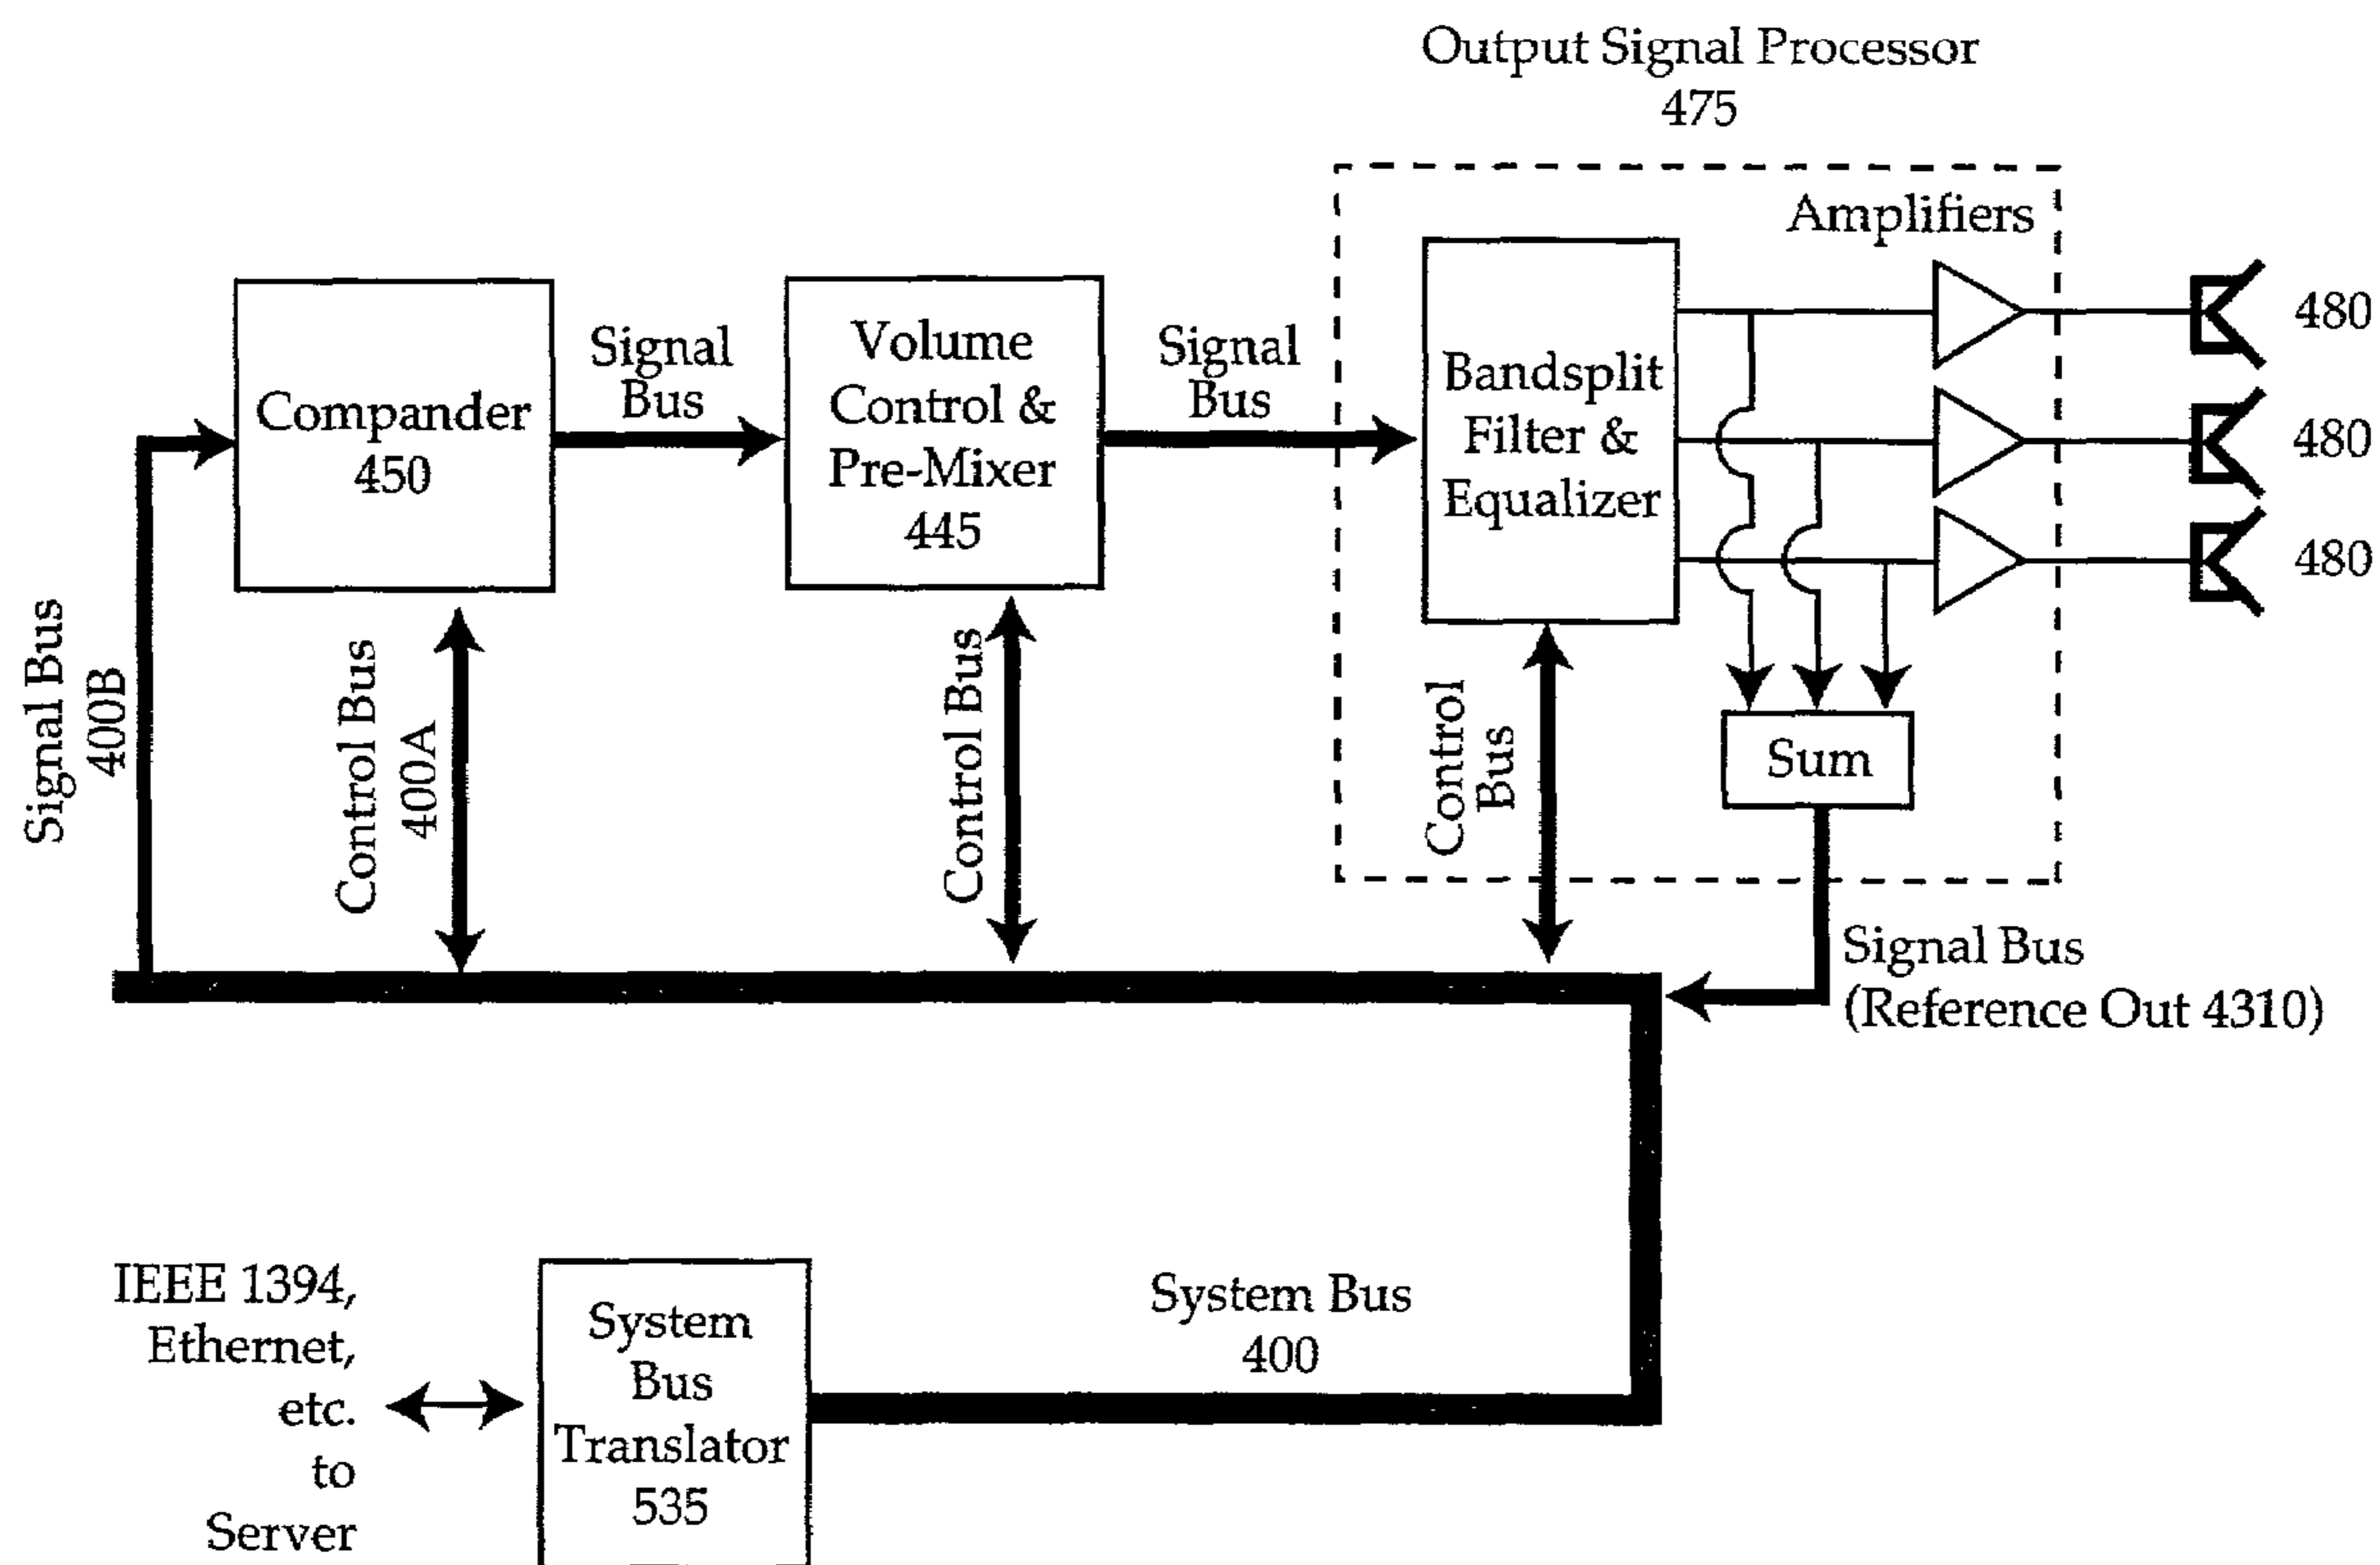 Output Signal Processor
475
Amplifiers
Compander
450
Signal
Bus
Volume
Control &
Pre-Mixer
445
Signal
Bus
Bandsplit
Filter &
Equalizer
480
480
480
Signal Bus
400B
Control Bus
400A
Control Bus
Control
Bus
Sum
Signal Bus
(Reference Out 4310)
IEEE 1394,
Ethernet,
etc.
to
Server
System
Bus
Translator
535
System Bus
400